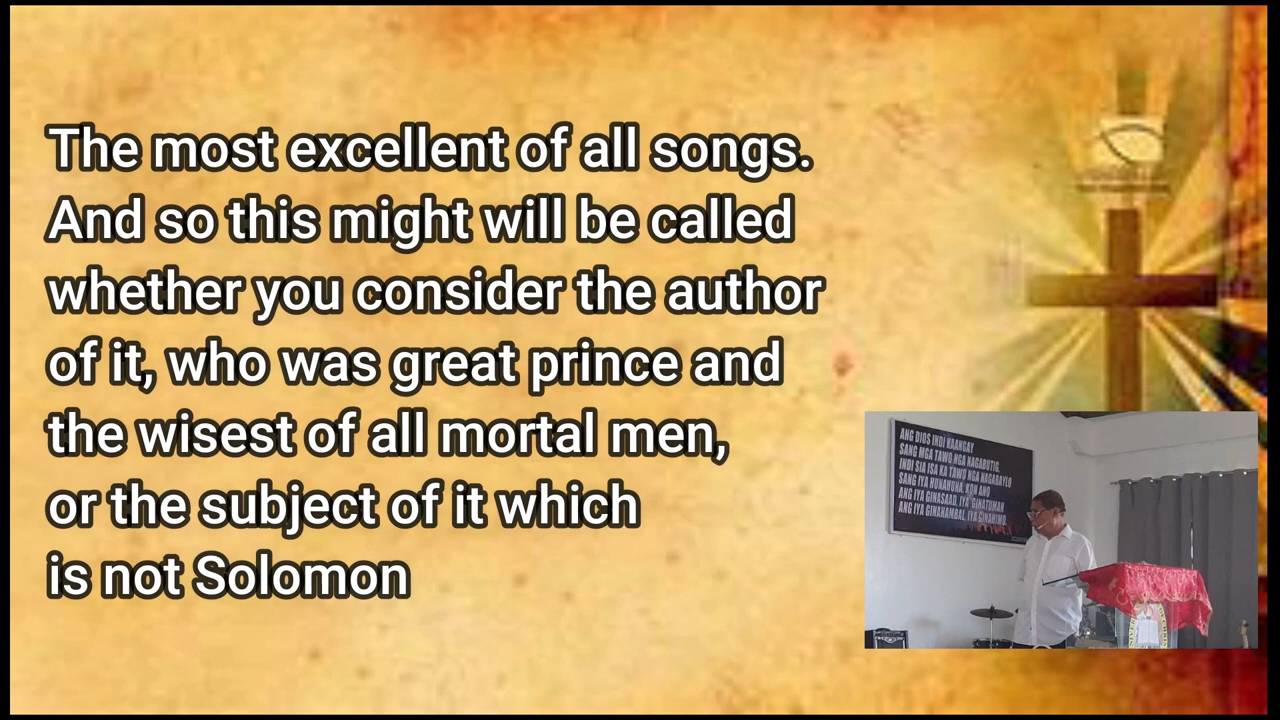 The most excellent of all songs.
And so this might will be called
whether you consider the author
of it, who was great prince and
the wisest of all mortal men,
or the subject of it which
is not Solomon
ANG DIOS INDI KAANGAY
SANG MGA TAWO NGA NAGABUTIG,
INDI SIA ISA KA TAWO NGA NAGABAYLO
SANG IYA HUNAHUNA, KON ANO
ANG IYA GINASAAD, IYA GINATUMAN
ANG IYA GINAHAMBAL, IYA GINAHIMO.